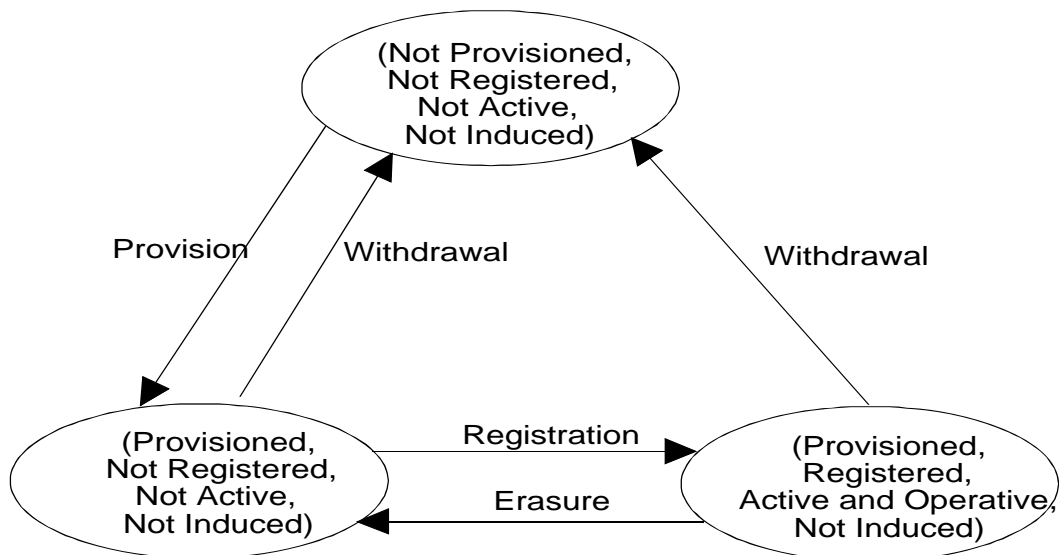 (Not Provisioned,
Not Registered,
Not Active,
Not Induced)
Provision
Withdrawal
Withdrawal
(Provisioned,
Not Registered,
Not Active,
Not Induced)
Registration
Erasure
(Provisioned,
Registered,
Active and Operative,
Not Induced)